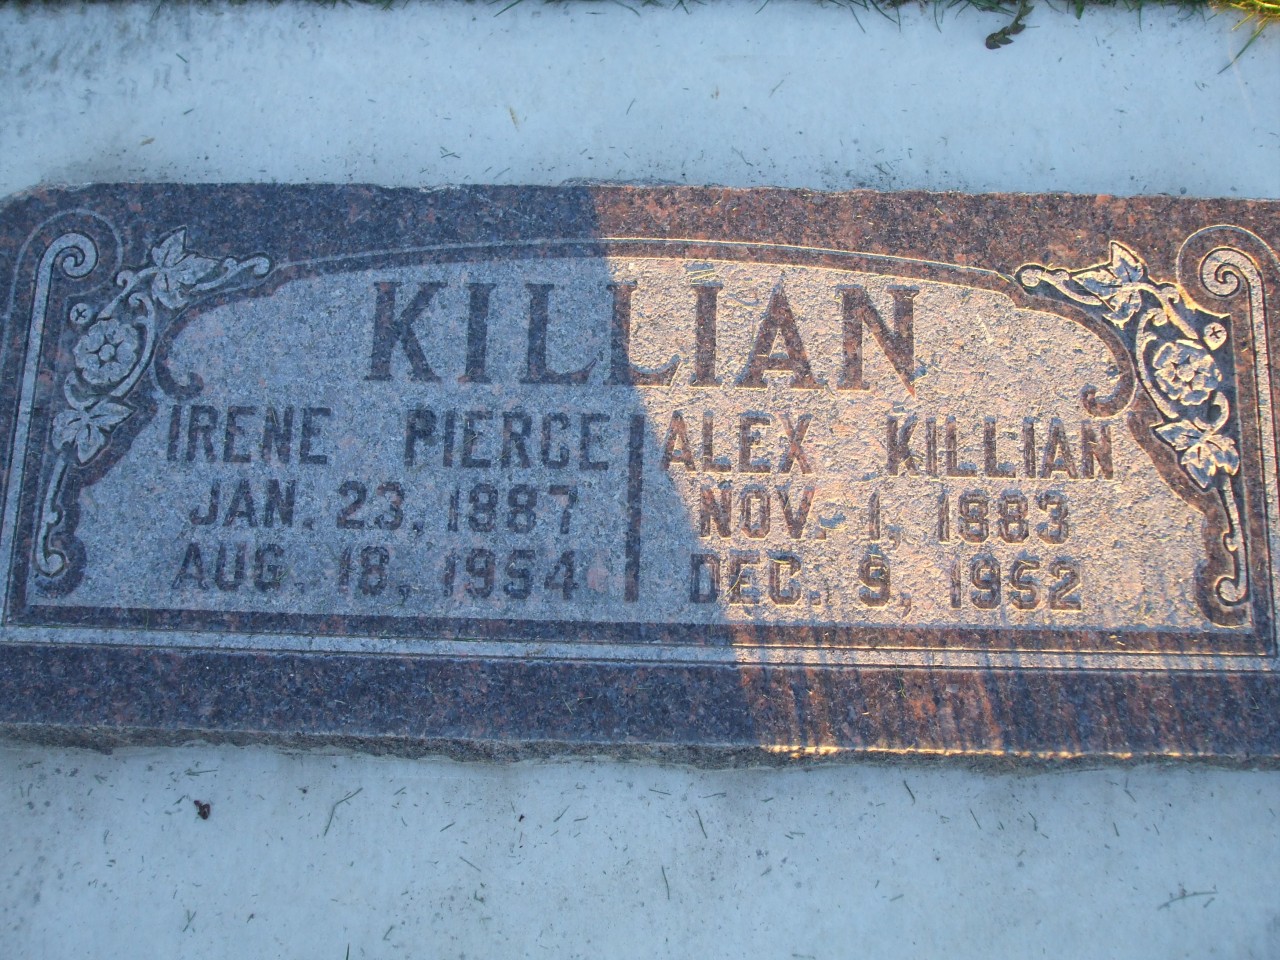 KILLIAN
IRENE PIERCE
JAN. 23, 1887
AUG. 18, 1954
ALEX KILLIAN
NOV. 1, 1883
DEC. 9, 1952